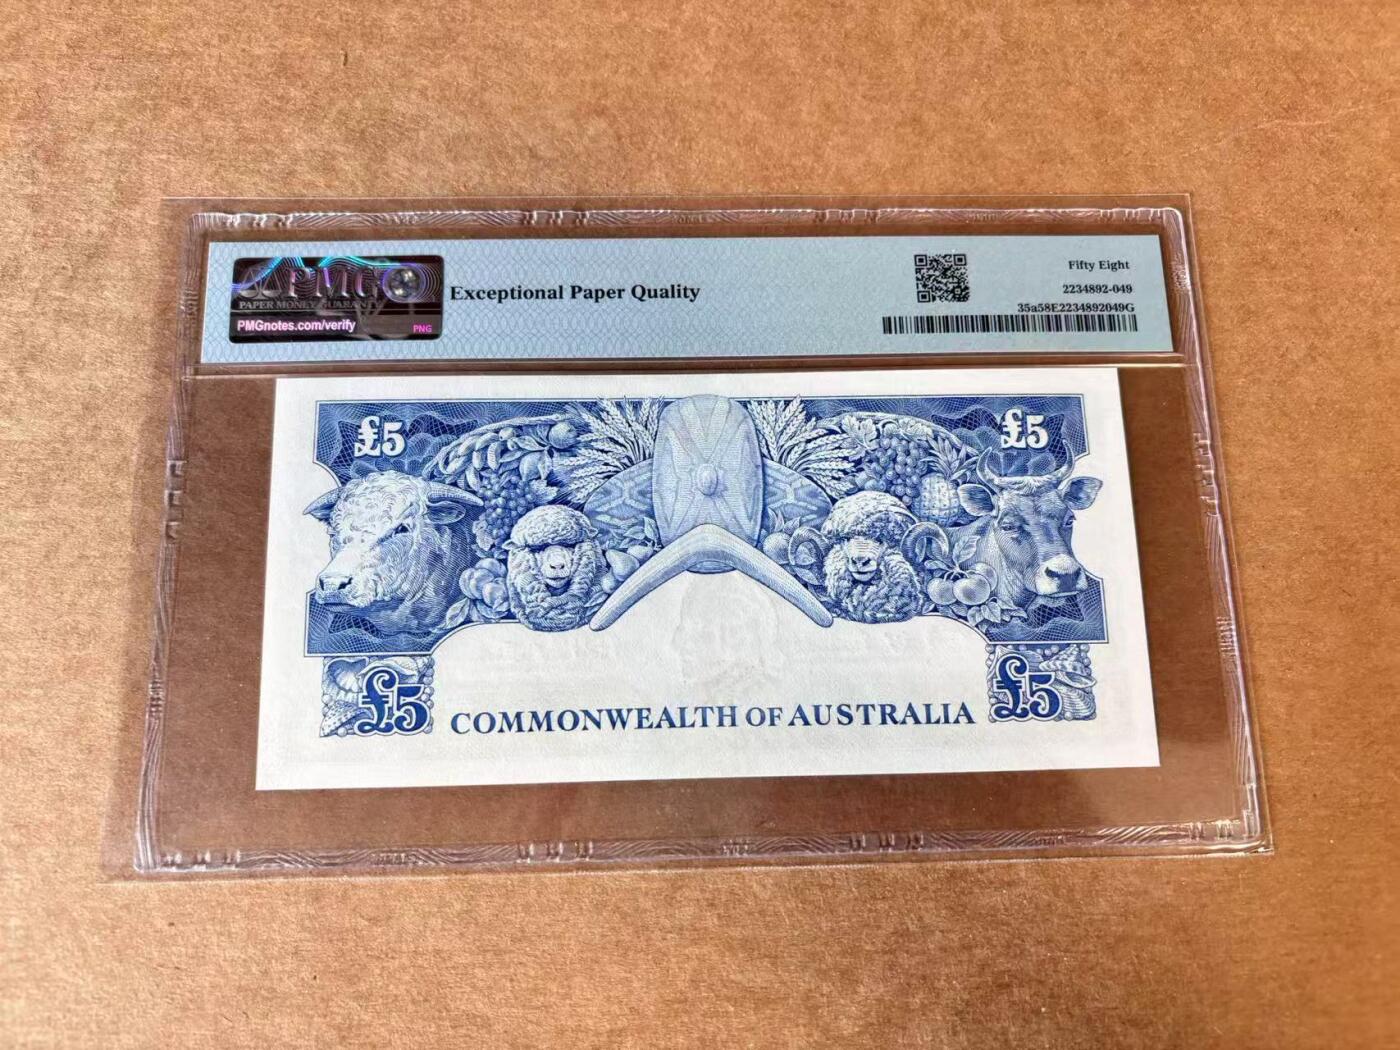 PMG
PAPER MONEY GUARANTY
PMGnotes.com/verify
PNG
Exceptional Paper Quality
Fifty Eight
2234892-049
35a58E2234892049G
£5
£5
£5
£5
COMMONWEALTH OF AUSTRALIA